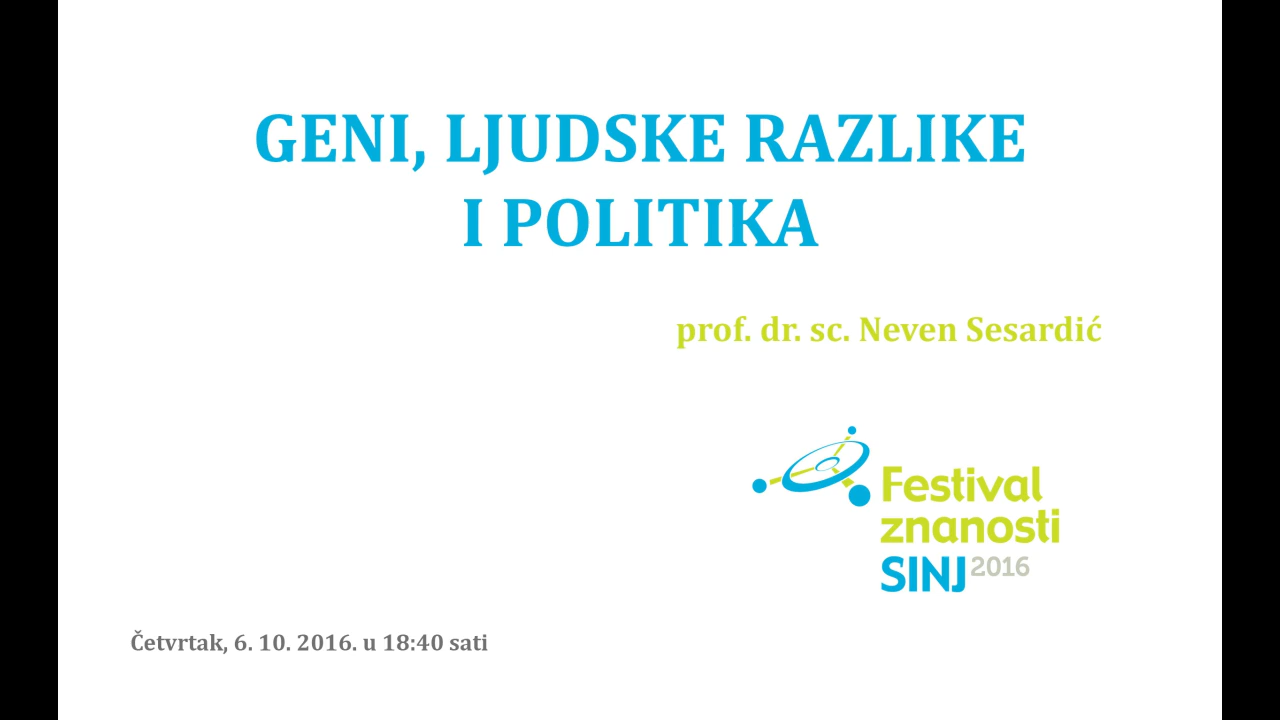 GENI, LJUDSKE RAZLIKE
I POLITIKA
prof. dr. sc. Neven Sesardić
Festival
znanosti
SINJ 2016
Četvrtak, 6. 10. 2016. u 18:40 sati